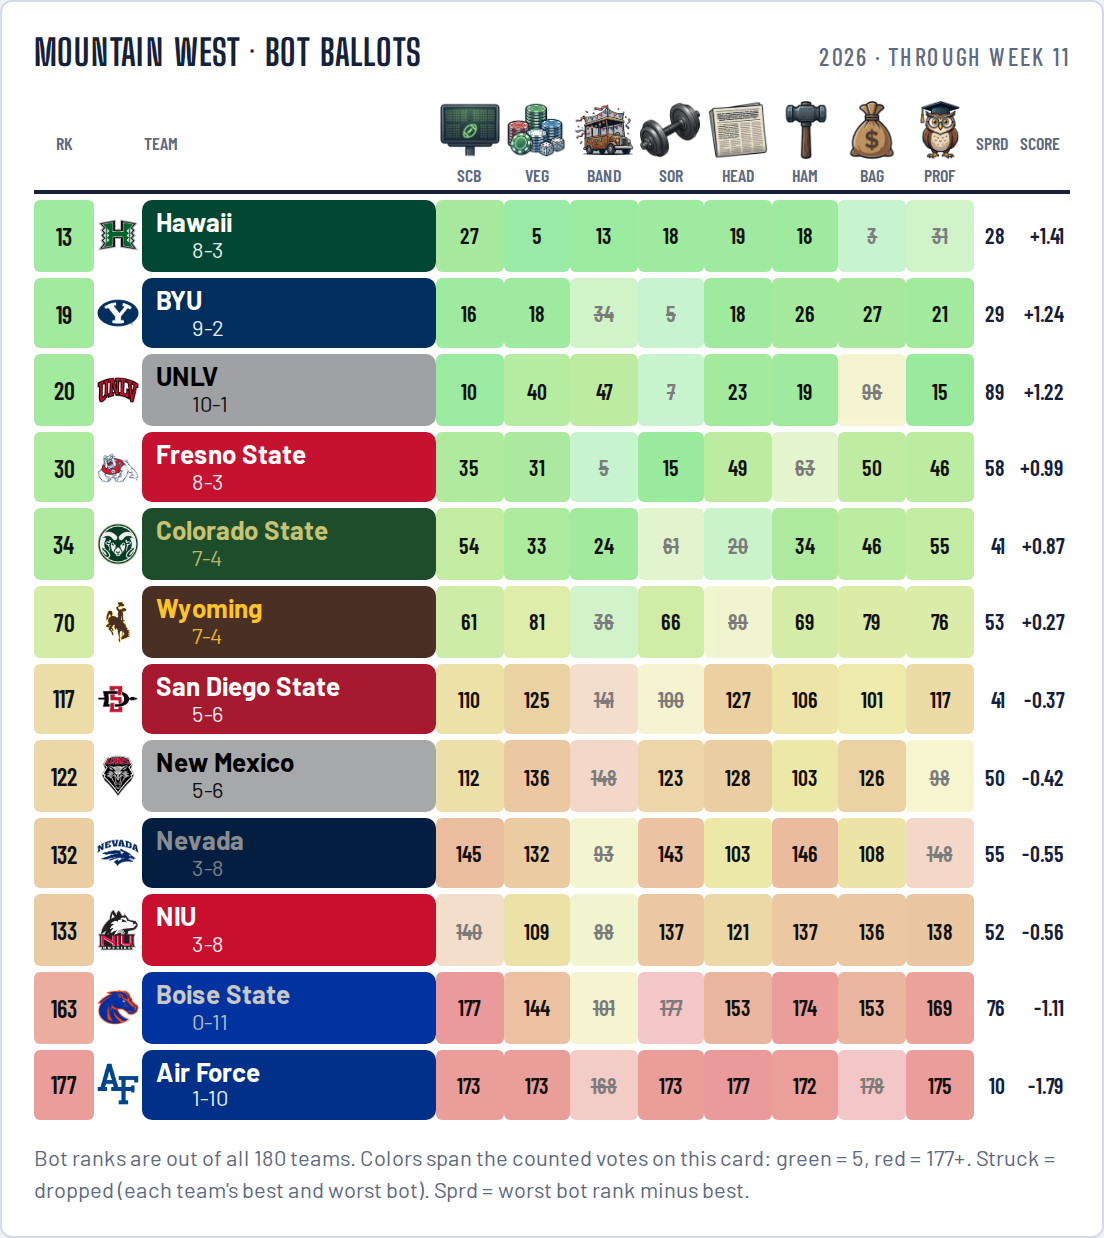 MOUNTAIN WEST · BOT BALLOTS
2026 · THROUGH WEEK 11
RK TEAM SCB VEG BAND SOR HEAD HAM BAG PROF SPRD SCORE
13 H Hawaii 27 5 13 18 19 18 3 31 28 +1.41
8-3
19 Y BYU 16 18 34 5 18 26 27 21 29 +1.24
9-2
20 UNLV UNLV 10 40 47 7 23 19 96 15 89 +1.22
10-1
30 Fresno State 35 31 5 15 49 63 50 46 58 +0.99
8-3
34 Colorado State 54 33 24 61 20 34 46 55 41 +0.87
7-4
70 Wyoming 61 81 36 66 89 69 79 76 53 +0.27
7-4
117 SD San Diego State 110 125 141 100 127 106 101 117 41 -0.37
5-6
122 New Mexico 112 136 148 123 128 103 126 98 50 -0.42
5-6
132 NEVADA Nevada 145 132 93 143 103 146 108 148 55 -0.55
3-8
133 NIU NIU 140 109 88 137 121 137 136 138 52 -0.56
3-8
163 Boise State 177 144 101 177 153 174 153 169 76 -1.11
0-11
177 AF Air Force 173 173 168 173 177 172 178 175 10 -1.79
1-10
Bot ranks are out of all 180 teams. Colors span the counted votes on this card: green = 5, red = 177+. Struck =
dropped (each team's best and worst bot). Sprd = worst bot rank minus best.